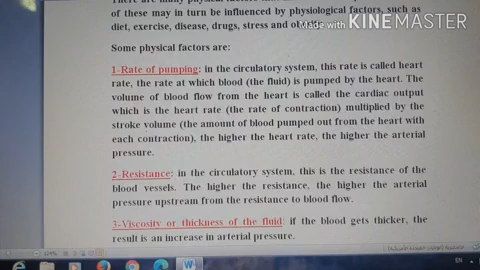 of these may in turn be influenced by physiological factors, such as
diet, exercise, disease, drugs, stress and
Made with KINEMASTER
Some physical factors are:
1-Rate of pumping: in the circulatory system, this rate is called heart
rate, the rate at which blood (the fluid) is pumped by the heart. The
volume of blood flow from the heart is called the cardiac output
which is the heart rate (the rate of contraction) multiplied by the
stroke volume (the amount of blood pumped out from the heart with
each contraction), the higher the heart rate, the higher the arterial
pressure.
2-Resistance: in the circulatory system, this is the resistance of the
blood vessels. The higher the resistance, the higher the arterial
pressure upstream from the resistance to blood flow.
3-Viscosity or thickness of the fluid: if the blood gets thicker, the
result is an increase in arterial pressure.
EN